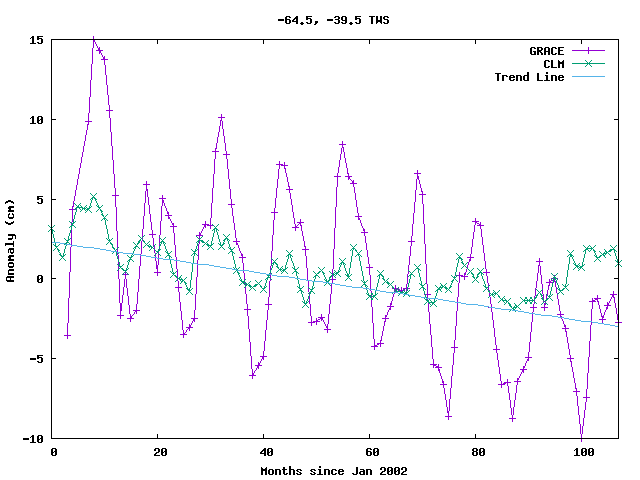 -64.5, -39.5 TWS
GRACE
CLM
Trend Line
15
10
5
0
-5
-10
Anomaly (cm)
0 20 40 60 80 100
Months since Jan 2002